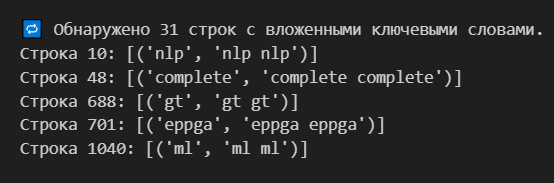 🔁 Обнаружено 31 строк с вложенными ключевыми словами.
Строка 10: [('nlp', 'nlp nlp')]
Строка 48: [('complete', 'complete complete')]
Строка 688: [('gt', 'gt gt')]
Строка 701: [('eppga', 'eppga eppga')]
Строка 1040: [('ml', 'ml ml')]